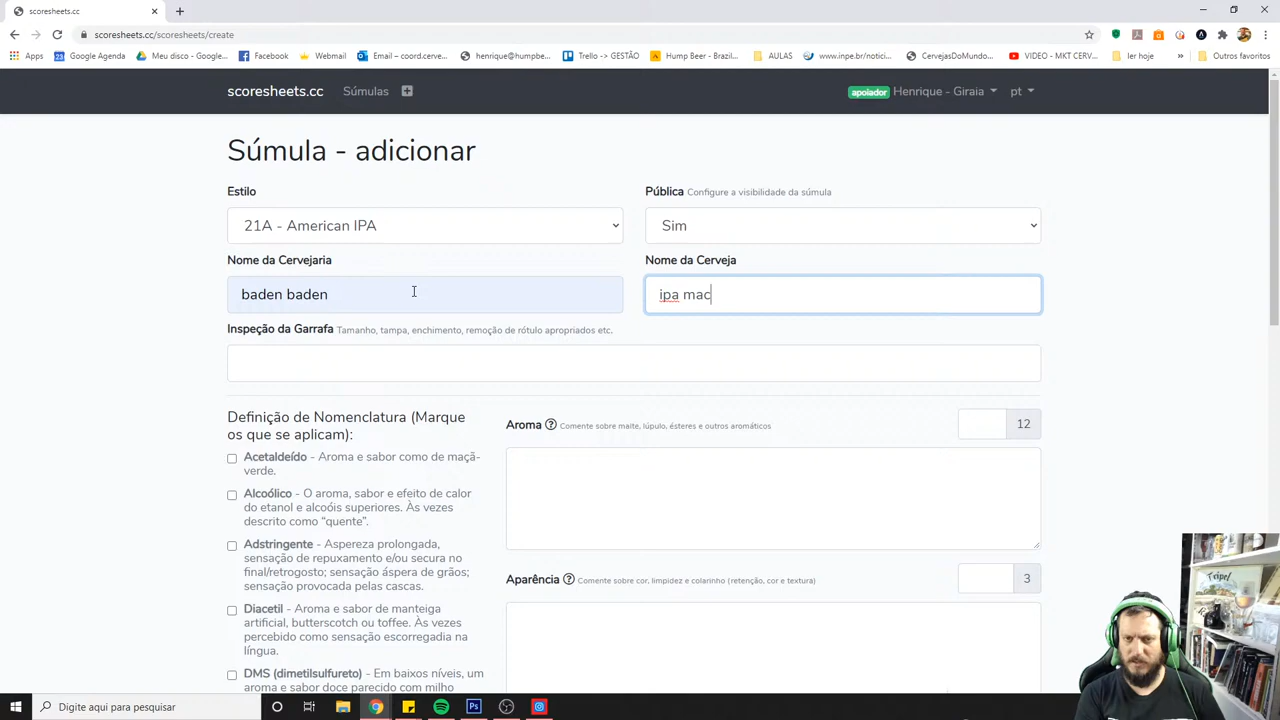 scoresheets.cc
scoresheets.cc/scoresheets/create
Apps
Google Agenda
Meu disco - Google...
Facebook
Webmail
Email – coord.cerve...
henrique@humpbe...
Trello -> GESTÃO
Hump Beer - Brazil...
AULAS
www.inpe.br/notici...
CervejasDoMundo...
VIDEO - MKT CERV...
ler hoje
»
Outros favoritos
scoresheets.cc
Súmulas
apoiador Henrique - Giraia
pt
Súmula - adicionar
Estilo
Pública Configure a visibilidade da súmula
21A - American IPA
Sim
Nome da Cervejaria
Nome da Cerveja
baden baden
ipa mac
Inspeção da Garrafa Tamanho, tampa, enchimento, remoção de rótulo apropriados etc.
Definição de Nomenclatura (Marque
os que se aplicam):
Acetaldeído - Aroma e sabor como de maçã-
verde.
Alcoólico - O aroma, sabor e efeito de calor
do etanol e alcoóis superiores. Às vezes
descrito como “quente”.
Adstringente - Aspereza prolongada,
sensação de repuxamento e/ou secura no
final/retrogosto; sensação áspera de grãos;
sensação provocada pelas cascas.
Diacetil - Aroma e sabor de manteiga
artificial, butterscotch ou toffee. Às vezes
percebido como sensação escorregadia na
língua.
DMS (dimetilsulfureto) - Em baixos níveis, um
aroma e sabor doce parecido com milho
Aroma Comente sobre malte, lúpulo, ésteres e outros aromáticos
12
Aparência Comente sobre cor, limpidez e colarinho (retenção, cor e textura)
3
Tripel
Digite aqui para pesquisar